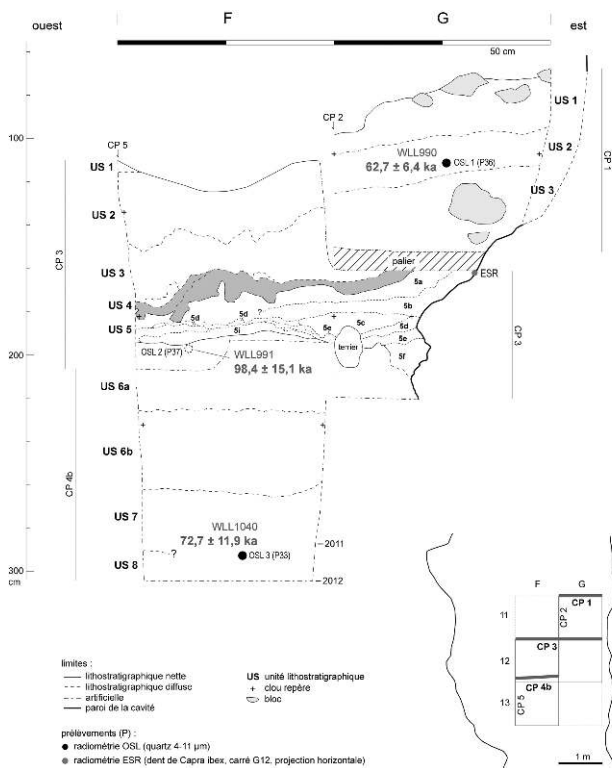 ouest
F
G
est
50 cm
CP 5
CP 2
US 1
US 2
US 3
US 4
US 5
US 6a
US 6b
US 7
US 8
US 1
US 2
US 3
100
200
300
cm
CP 3
CP 4b
CP 1
CP 3
WLL990
OSL 1 (P36)
62,7 ± 6,4 ka
palier
ESR
5a
5b
5d
5d
?
5i
5e
5c
5d
5e
5f
terrier
OSL 2 (P37)
WLL991
98,4 ± 15,1 ka
WLL1040
72,7 ± 11,9 ka
OSL 3 (P33)
?
2011
2012
limites :
lithostratigraphique nette
lithostratigraphique diffuse
artificielle
paroi de la cavité
US unité lithostratigraphique
+ clou repère
bloc
prélèvements (P) :
radiométrie OSL (quartz 4-11 µm)
radiométrie ESR (dent de Capra ibex, carré G12, projection horizontale)
F
G
11
12
13
CP 1
CP 2
CP 3
CP 4b
CP 5
1 m